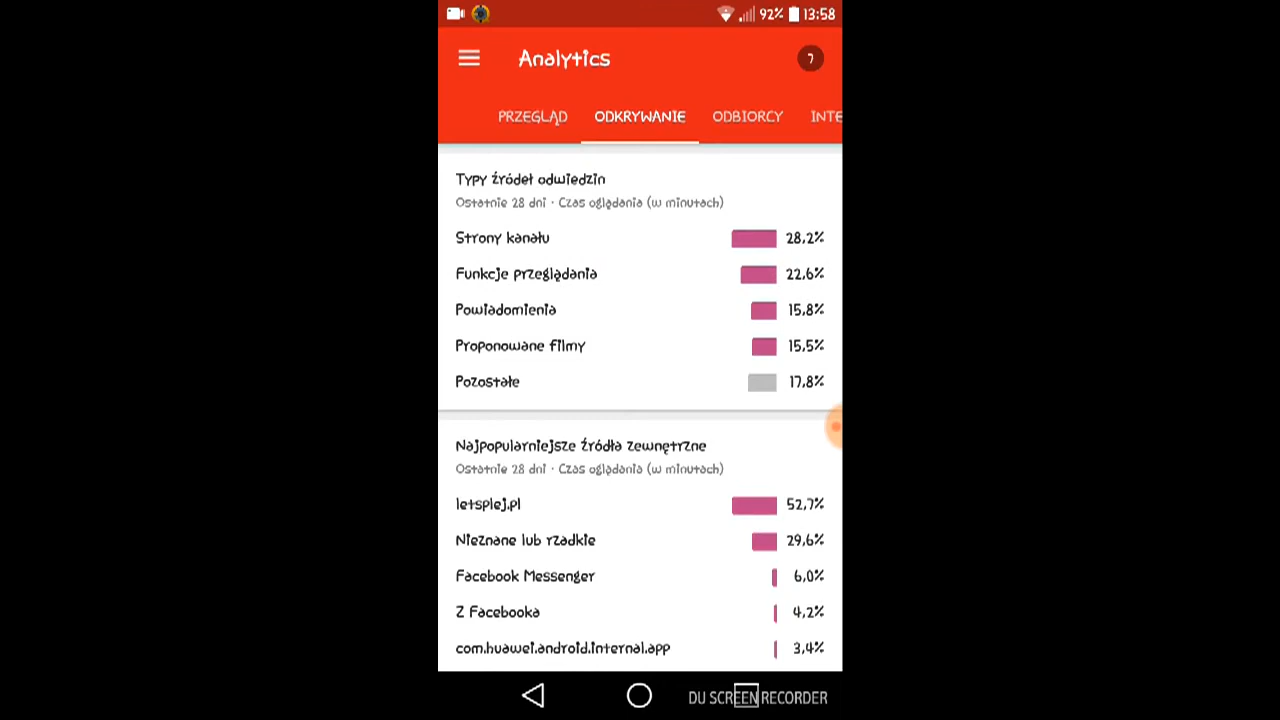 92% 13:58
Analytics 7
PRZEGLĄD ODKRYWANIE ODBIORCY INTE
Typy źródeł odwiedzin
Ostatnie 28 dni · Czas oglądania (w minutach)
Strony kanału 28,2%
Funkcje przeglądania 22,6%
Powiadomienia 15,8%
Proponowane filmy 15,5%
Pozostałe 17,8%
Najpopularniejsze źródła zewnętrzne
Ostatnie 28 dni · Czas oglądania (w minutach)
letsplej.pl 52,7%
Nieznane lub rzadkie 29,6%
Facebook Messenger 6,0%
Z Facebooka 4,2%
com.huawei.android.internal.app 3,4%
DU SCREEN RECORDER